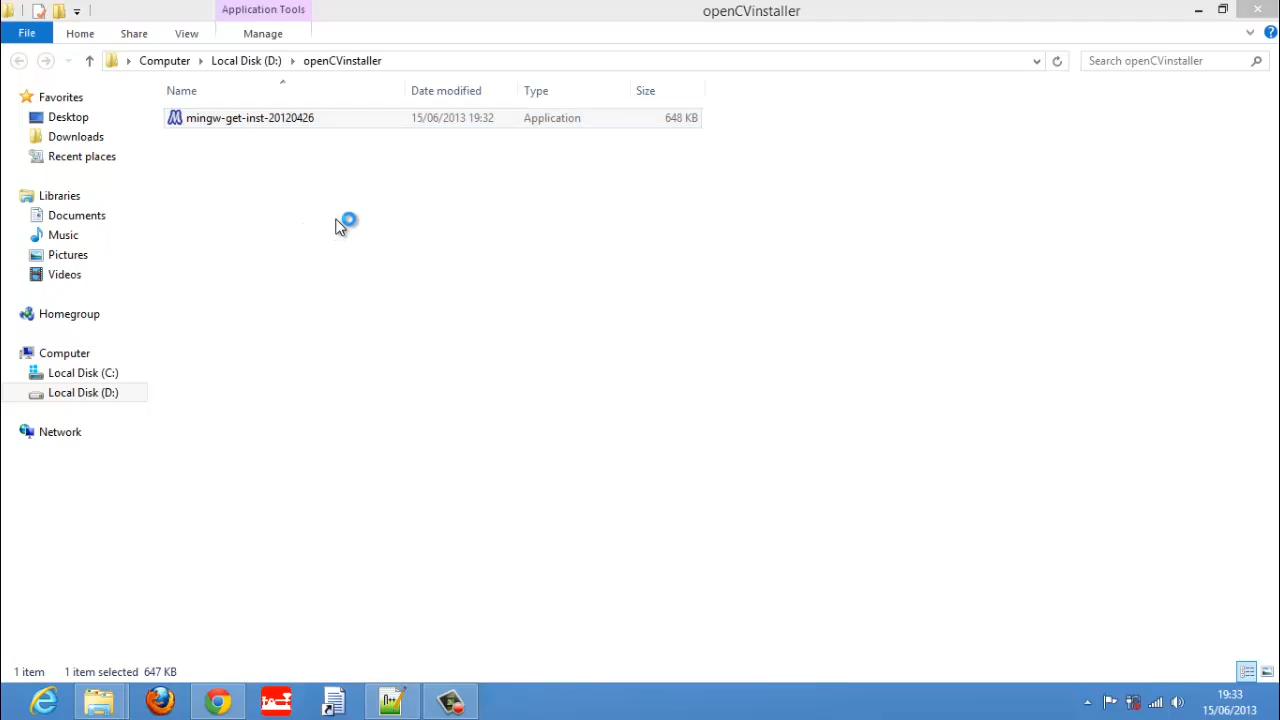 Application Tools
openCVinstaller
File
Home
Share
View
Manage
Computer
Local Disk (D:)
openCVinstaller
Search openCVinstaller
Name
Date modified
Type
Size
mingw-get-inst-20120426
15/06/2013 19:32
Application
648 KB
Favorites
Desktop
Downloads
Recent places
Libraries
Documents
Music
Pictures
Videos
Homegroup
Computer
Local Disk (C:)
Local Disk (D:)
Network
1 item
1 item selected 647 KB
19:33
15/06/2013